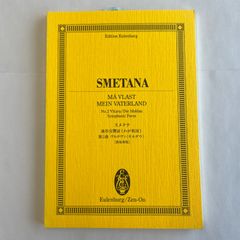 Edition Eulenburg
SMETANA
MÁ VLAST
MEIN VATERLAND
No.2 Vltava / Die Moldau
Symphonic Poem
スメタナ
連作交響詩《わが祖国》
第2曲 ヴルタヴァ(モルダウ)
Eulenburg / Zen-On